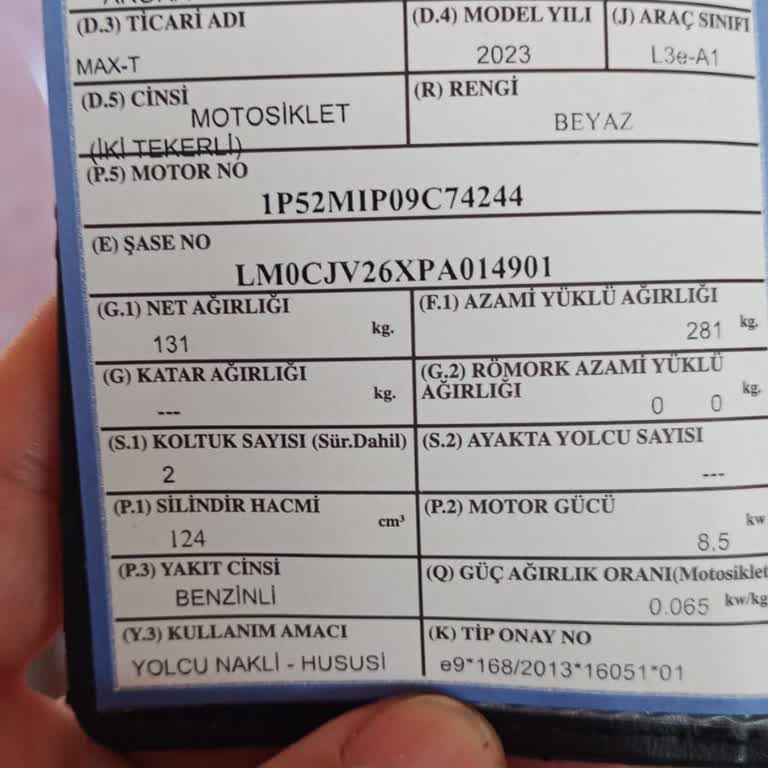 (D.3) TİCARİ ADI
(D.4) MODEL YILI
(J) ARAÇ SINIFI
MAX-T
2023
L3e-A1
(D.5) CİNSİ
MOTOSİKLET
(İKİ TEKERLİ)
(R) RENGİ
BEYAZ
(P.5) MOTOR NO
1P52MIP09C74244
(E) ŞASE NO
LM0CJV26XPA014901
(G.1) NET AĞIRLIĞI
131 kg.
(F.1) AZAMİ YÜKLÜ AĞIRLIĞI
281 kg.
(G) KATAR AĞIRLIĞI
--- kg.
(G.2) RÖMORK AZAMİ YÜKLÜ
AĞIRLIĞI
0 0 kg.
(S.1) KOLTUK SAYISI (Sür.Dahil)
2
(S.2) AYAKTA YOLCU SAYISI
---
(P.1) SİLİNDİR HACMİ
124 cm³
(P.2) MOTOR GÜCÜ
8.5 kw
(P.3) YAKIT CİNSİ
BENZİNLİ
(Q) GÜÇ AĞIRLIK ORANI(Motosiklet
0.065 kw/kg
(Y.3) KULLANIM AMACI
YOLCU NAKLİ - HUSUSİ
(K) TİP ONAY NO
e9*168/2013*16051*01